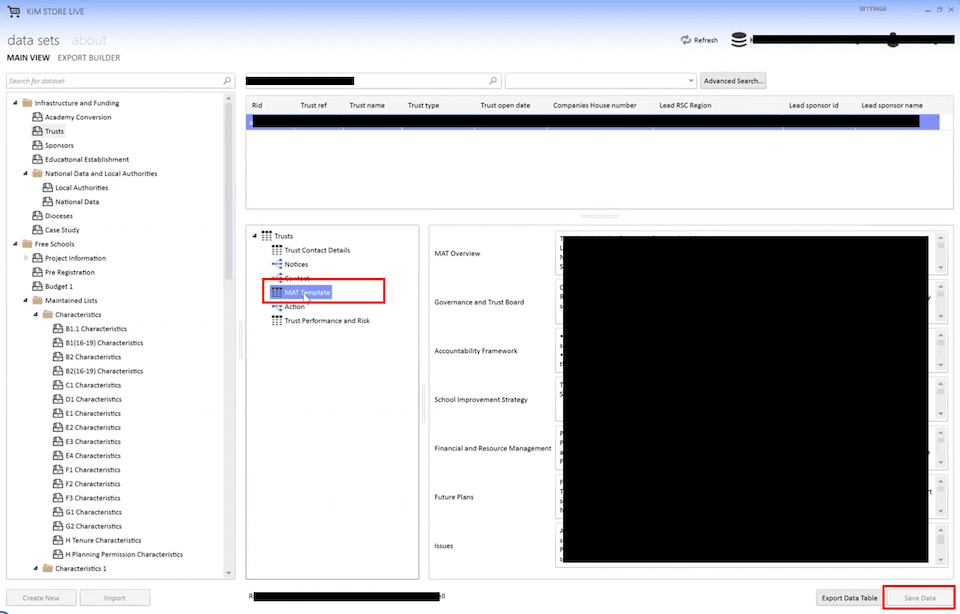 KIM STORE LIVE
SETTINGS
data sets about
Refresh
MAIN VIEW EXPORT BUILDER
Search for dataset
Advanced Search...
Infrastructure and Funding
Academy Conversion
Trusts
Sponsors
Educational Establishment
National Data and Local Authorities
Local Authorities
National Data
Dioceses
Case Study
Free Schools
Project Information
Pre Registration
Budget 1
Maintained Lists
Characteristics
B1.1 Characteristics
B1(16-19) Characteristics
B2 Characteristics
B2(16-19) Characteristics
C1 Characteristics
D1 Characteristics
E1 Characteristics
E2 Characteristics
E3 Characteristics
E4 Characteristics
F1 Characteristics
F2 Characteristics
F3 Characteristics
G1 Characteristics
G2 Characteristics
H Tenure Characteristics
H Planning Permission Characteristics
Characteristics 1
Create New Import
Rid Trust ref Trust name Trust type Trust open date Companies House number Lead RSC Region Lead sponsor id Lead sponsor name
Trusts
Trust Contact Details
Notices
Contact
MAT Template
Action
Trust Performance and Risk
MAT Overview
Governance and Trust Board
Accountability Framework
School Improvement Strategy
Financial and Resource Management
Future Plans
Issues
Export Data Table Save Data